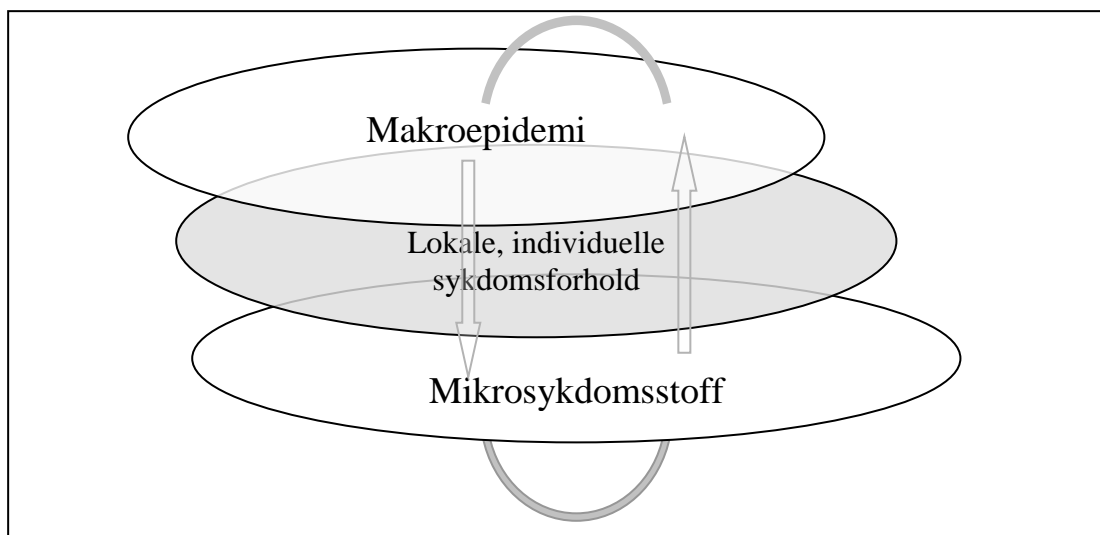 Makroepidemi
Lokale, individuelle
sykdomsforhold
Mikrosykdomsstoff